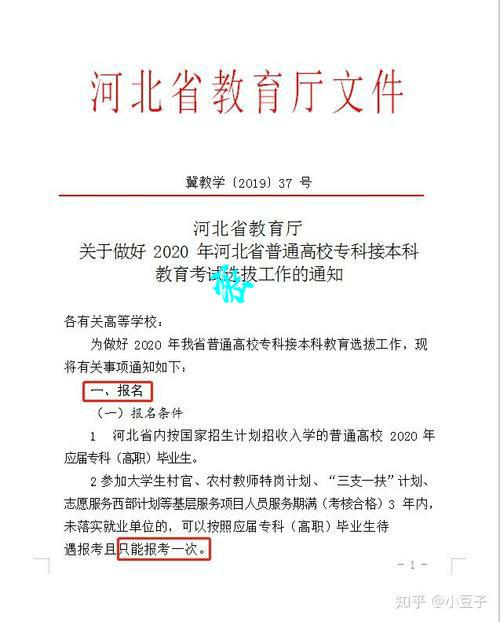 河北省教育厅文件
冀教学〔2019〕37 号
河北省教育厅
关于做好 2020 年河北省普通高校专科接本科
教育考试选拔工作的通知
各有关高等学校：
为做好 2020 年我省普通高校专科接本科教育选拔工作，现
将有关事项通知如下：
一、报名
（一）报名条件
1 河北省内按国家招生计划招收入学的普通高校 2020 年
应届专科（高职）毕业生。
2 参加大学生村官、农村教师特岗计划、“三支一扶”计划、
志愿服务西部计划等基层服务项目人员服务期满（考核合格）3 年内，
未落实就业单位的，可以按照应届专科（高职）毕业生待
遇报考且只能报考一次。
- 1 -
知乎 @小豆子